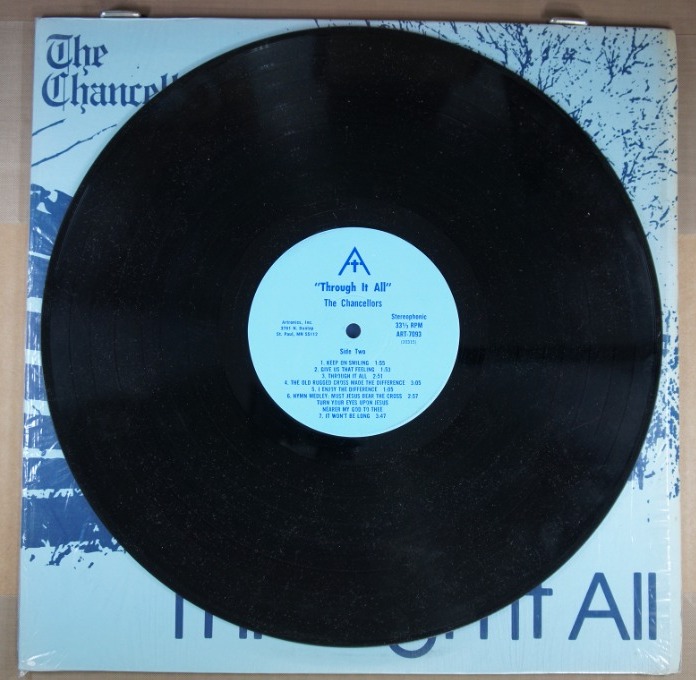 The
Chancell
"Through It All"
The Chancellors
Artronics, Inc.
St. Paul, MN 55112
Stereophonic
33⅓ RPM
ART-7093
Side Two
1. KEEP ON SMILING 1:55
2. GIVE US THAT FEELING
3. THROUGH IT ALL 2:51
4. THE OLD RUGGED CROSS MADE THE DIFFERENCE 3:05
5. I ENJOY THE DIFFERENCE 1:05
6. HYMN MEDLEY: MUST JESUS BEAR THE CROSS 2:57
TURN YOUR EYES UPON JESUS
NEARER MY GOD TO THEE
7. IT WON'T BE LONG 3:47
It All